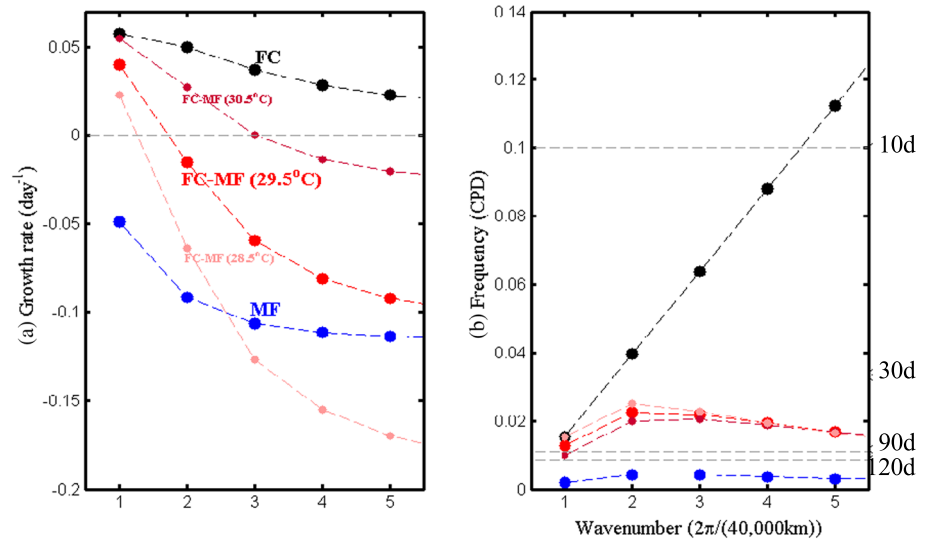 0.05
0
-0.05
-0.1
-0.15
-0.2
(a) Growth rate (day⁻¹)
1 2 3 4 5
FC
FC-MF (30.5°C)
FC-MF (29.5°C)
FC-MF (28.5°C)
MF
0.14
0.12
0.1
0.08
0.06
0.04
0.02
0
(b) Frequency (CPD)
10d
30d
90d
120d
1 2 3 4 5
Wavenumber (2π/(40,000km))